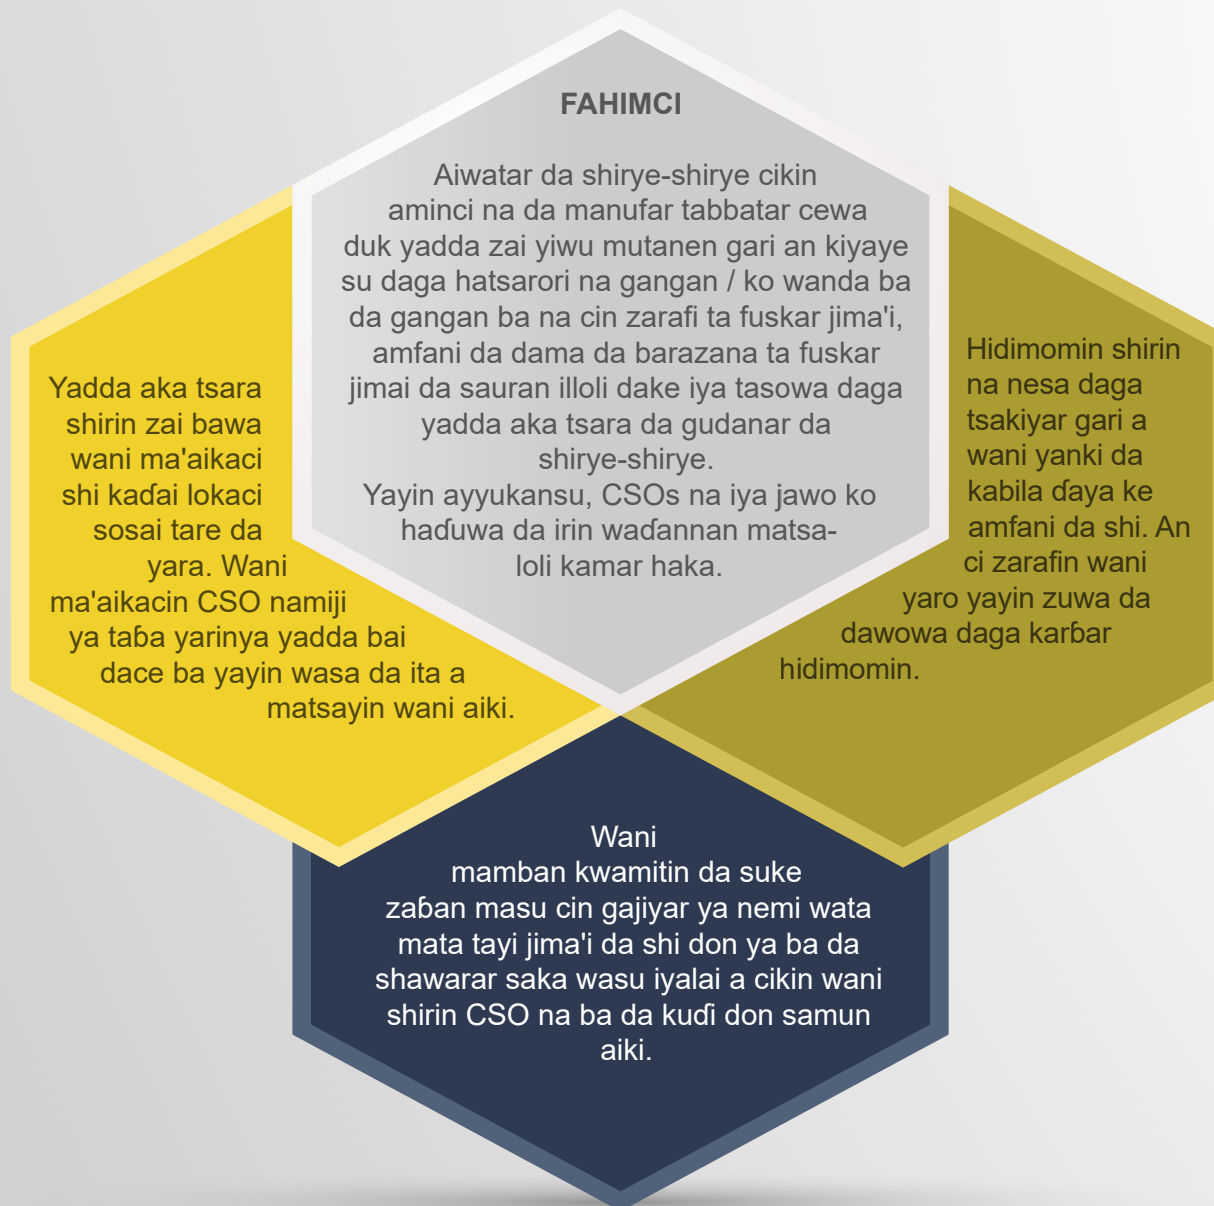 FAHIMCI
Aiwatar da shirye-shirye cikin
aminci na da manufar tabbatar cewa
duk yadda zai yiwu mutanen gari an kiyaye
su daga hatsarori na gangan / ko wanda ba
da gangan ba na cin zarafi ta fuskar jima'i,
amfani da dama da barazana ta fuskar
jimai da sauran illoli dake iya tasowa daga
yadda aka tsara da gudanar da
shirye-shirye.
Yayin ayyukansu, CSOs na iya jawo ko
haɗuwa da irin waɗannan matsa-
loli kamar haka.
Yadda aka tsara
shirin zai bawa
wani ma'aikaci
shi kaɗai lokaci
sosai tare da
yara. Wani
ma'aikacin CSO namiji
ya taɓa yarinya yadda bai
dace ba yayin wasa da ita a
matsayin wani aiki.
Hidimomin shirin
na nesa daga
tsakiyar gari a
wani yanki da
kabila ɗaya ke
amfani da shi. An
ci zarafin wani
yaro yayin zuwa da
dawowa daga karɓar
hidimomin.
Wani
mamban kwamitin da suke
zaɓan masu cin gajiyar ya nemi wata
mata tayi jima'i da shi don ya ba da
shawarar saka wasu iyalai a cikin wani
shirin CSO na ba da kuɗi don samun
aiki.